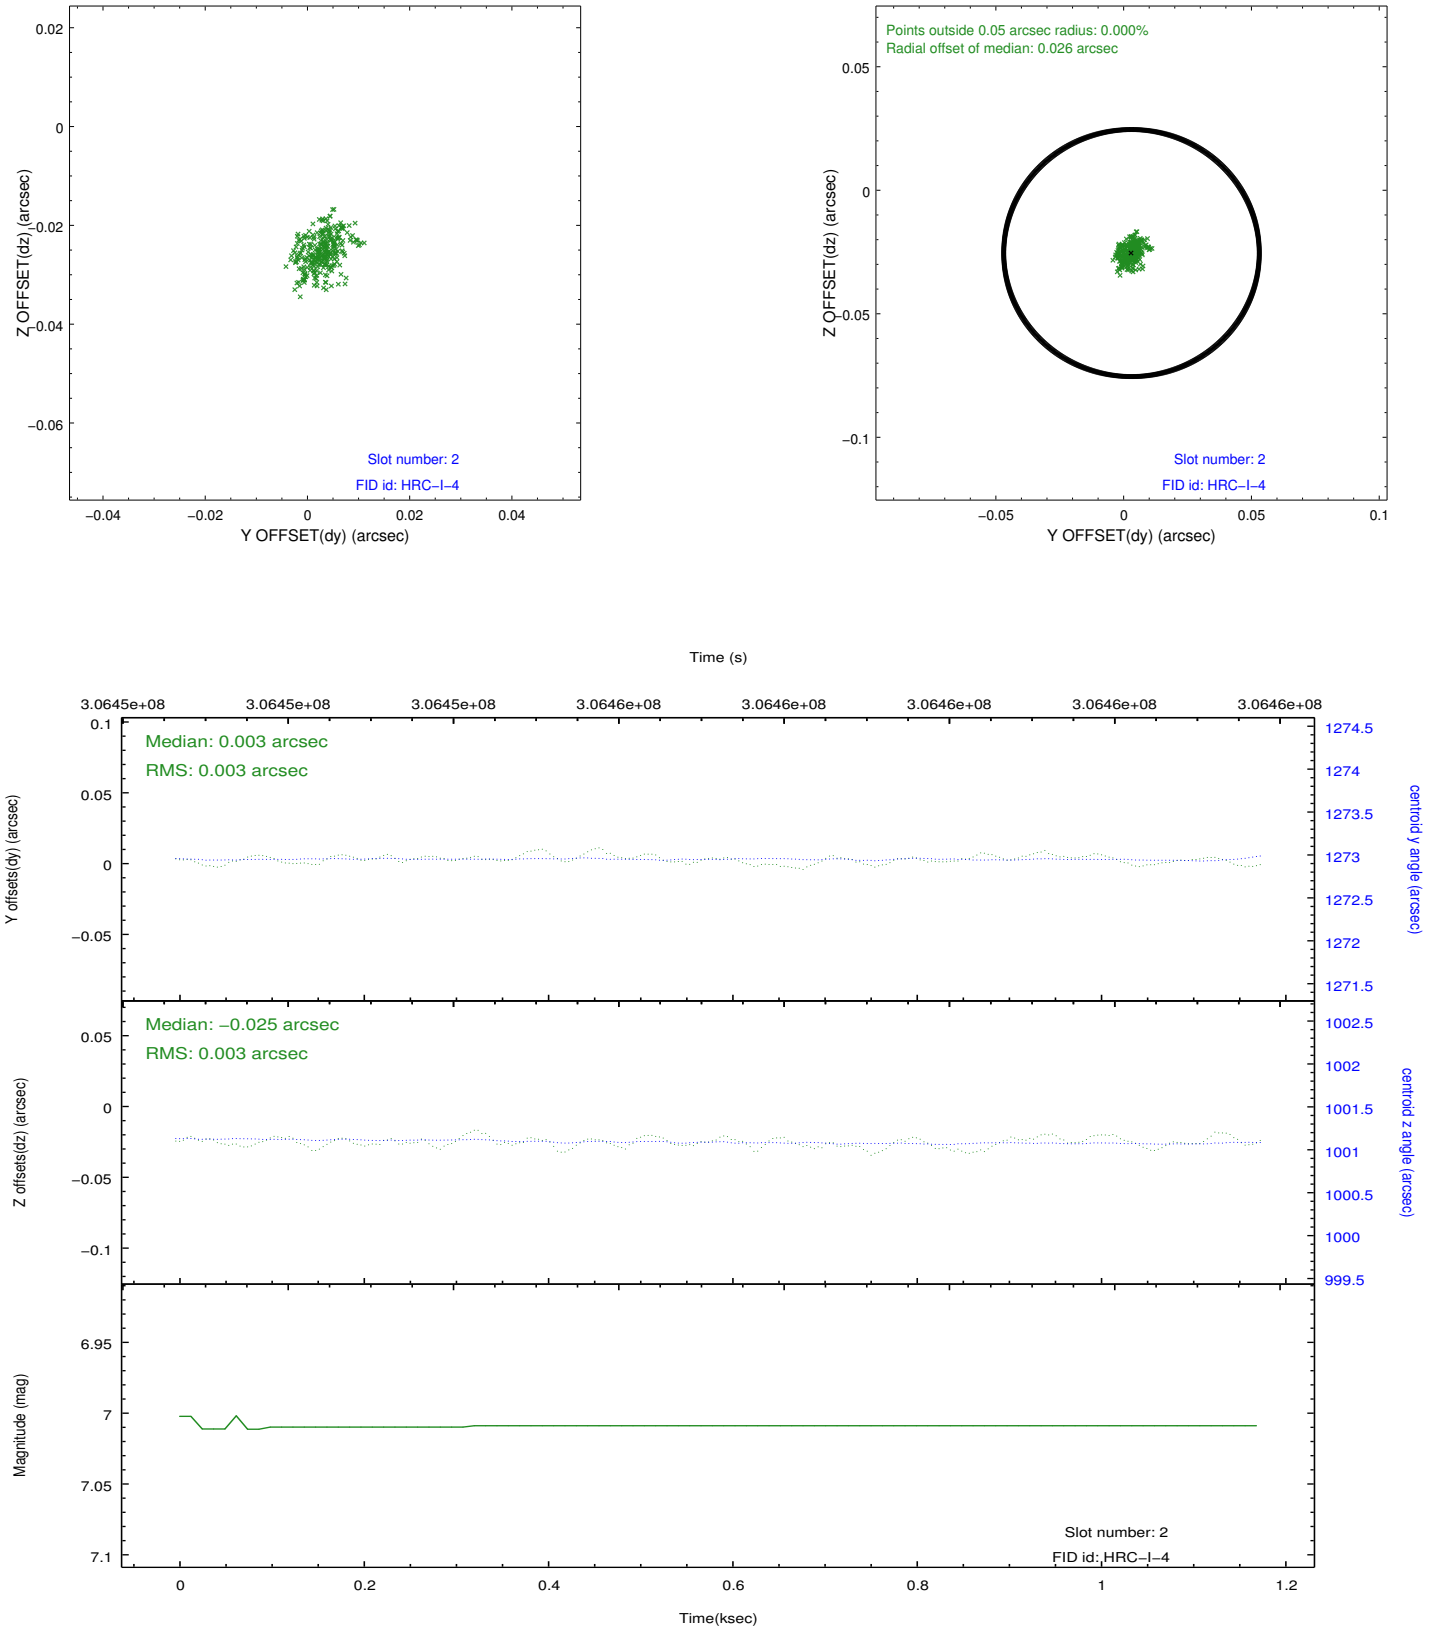 0.02
0
−0.02
−0.04
−0.06
Z OFFSET(dz) (arcsec)
Slot number: 2
FID id: HRC−I−4
−0.04 −0.02 0 0.02 0.04
Y OFFSET(dy) (arcsec)
Points outside 0.05 arcsec radius: 0.000%
Radial offset of median: 0.026 arcsec
0.05
0
−0.05
−0.1
Z OFFSET(dz) (arcsec)
Slot number: 2
FID id: HRC−I−4
−0.05 0 0.05 0.1
Y OFFSET(dy) (arcsec)
Time (s)
3.0645e+08 3.0645e+08 3.0645e+08 3.0646e+08 3.0646e+08 3.0646e+08 3.0646e+08 3.0646e+08
Median: 0.003 arcsec
RMS: 0.003 arcsec
0.1
0.05
0
−0.05
Y offsets(dy) (arcsec)
1274.5
1274
1273.5
1273
1272.5
1272
1271.5
centroid y angle (arcsec)
Median: −0.025 arcsec
RMS: 0.003 arcsec
0.05
0
−0.05
−0.1
Z offsets(dz) (arcsec)
1002.5
1002
1001.5
1001
1000.5
1000
999.5
centroid z angle (arcsec)
6.95
7
7.05
7.1
Magnitude (mag)
Slot number: 2
FID id: HRC−I−4
0 0.2 0.4 0.6 0.8 1 1.2
Time(ksec)